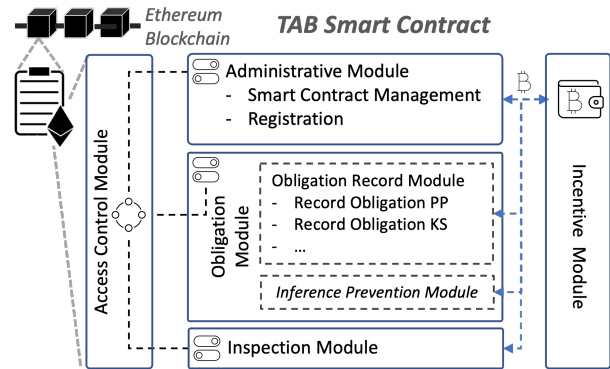 Ethereum
Blockchain
TAB Smart Contract
Access Control Module
Administrative Module
- Smart Contract Management
- Registration
Obligation
Module
Obligation Record Module
- Record Obligation PP
- Record Obligation KS
- ...
Inference Prevention Module
Inspection Module
Incentive Module